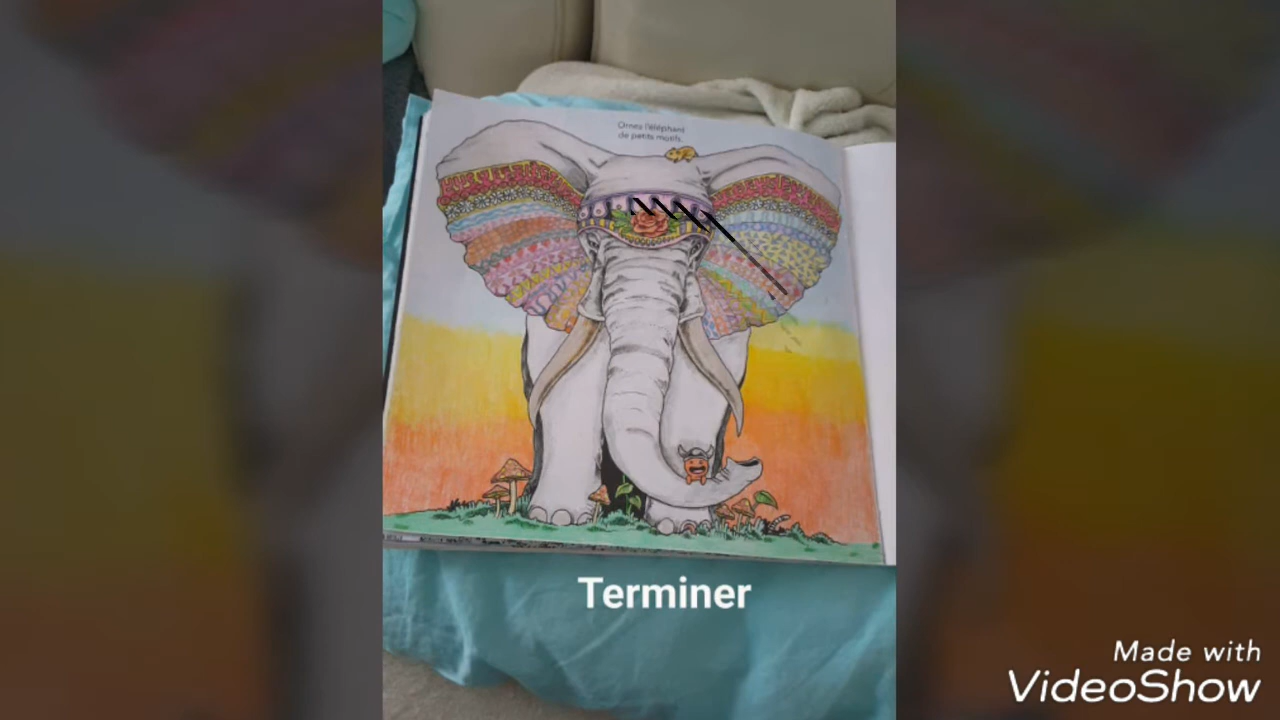 Ornez l'éléphant
de petits motifs.
Terminer
Made with
VideoShow